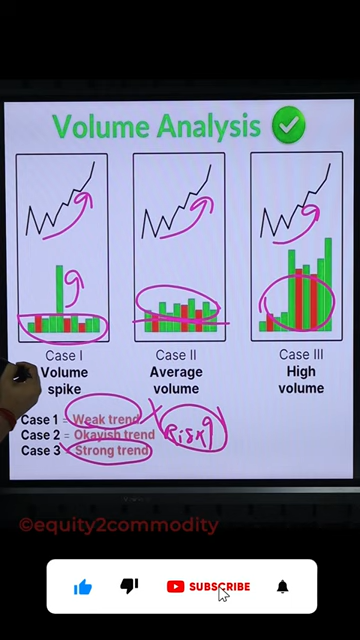 Volume Analysis
Case I
Volume
spike
Case II
Average
volume
Case III
High
volume
Case 1 = Weak trend
Case 2 = Okayish trend
Case 3 = Strong trend
Risky
©equity2commodity
SUBSCRIBE